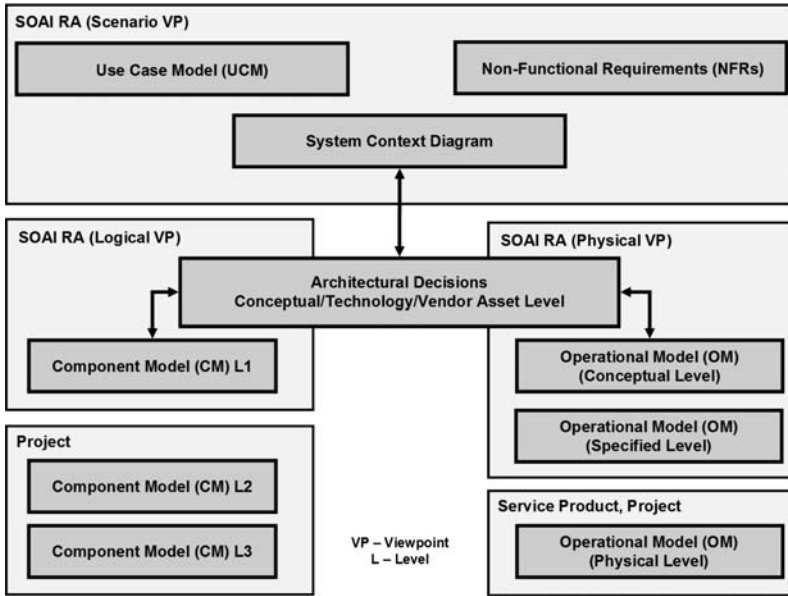 SOAI RA (Scenario VP)
Use Case Model (UCM)
Non-Functional Requirements (NFRs)
System Context Diagram
SOAI RA (Logical VP)
SOAI RA (Physical VP)
Architectural Decisions
Conceptual/Technology/Vendor Asset Level
Component Model (CM) L1
Operational Model (OM)
(Conceptual Level)
Operational Model (OM)
(Specified Level)
Project
Component Model (CM) L2
Component Model (CM) L3
VP – Viewpoint
L – Level
Service Product, Project
Operational Model (OM)
(Physical Level)